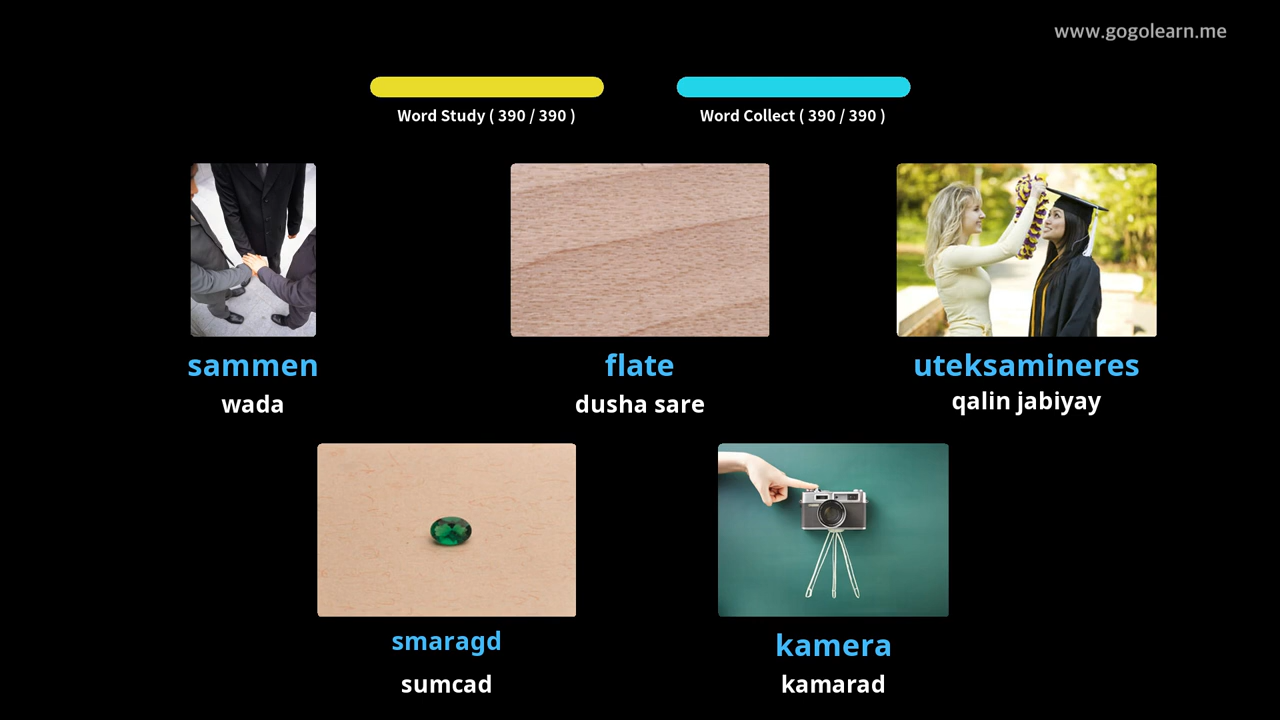 www.gogolearn.me
Word Study ( 390 / 390 )
Word Collect ( 390 / 390 )
sammen
wada
flate
dusha sare
uteksamineres
qalin jabiyay
smaragd
sumcad
kamera
kamarad